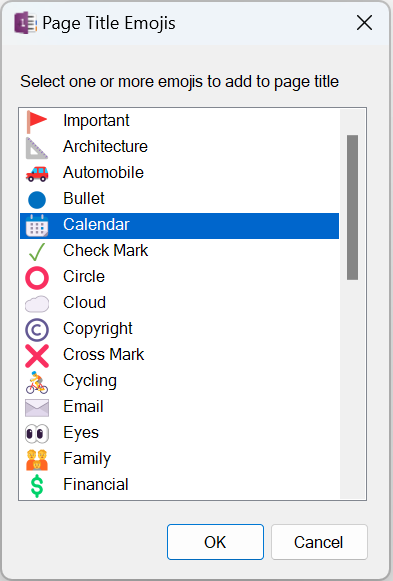 Page Title Emojis
Select one or more emojis to add to page title
Important
Architecture
Automobile
Bullet
Calendar
Check Mark
Circle
Cloud
Copyright
Cross Mark
Cycling
Email
Eyes
Family
Financial
OK
Cancel